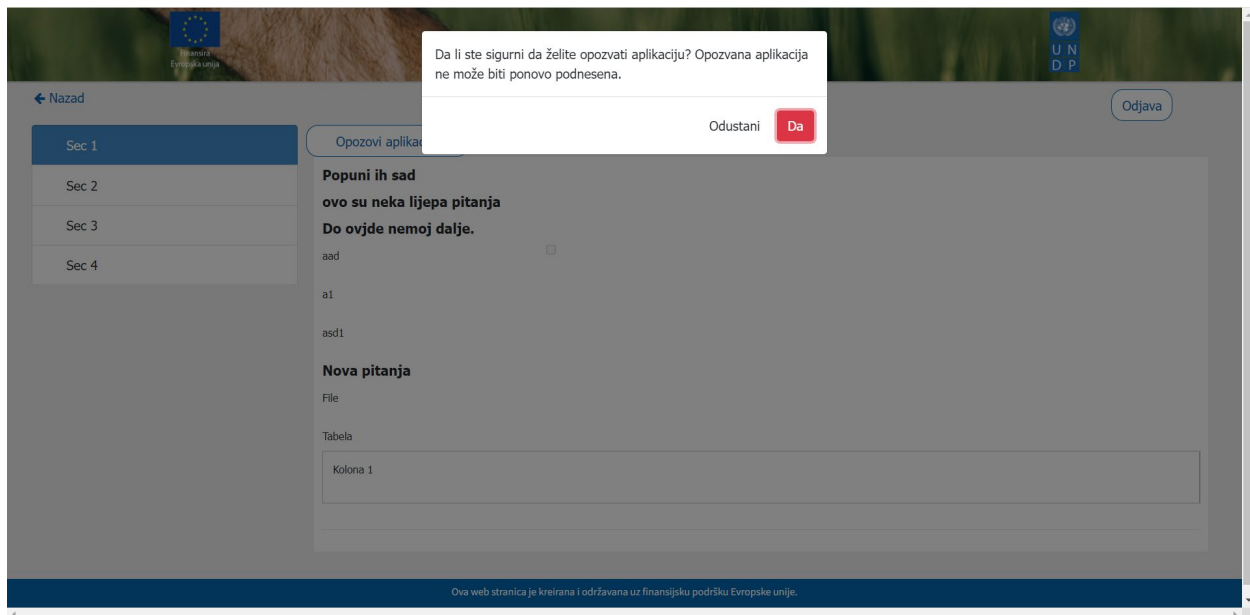 Finansira
Evropska unija
U N
D P
Da li ste sigurni da želite opozvati aplikaciju? Opozvana aplikacija
ne može biti ponovo podnesena.
Odustani
Da
Nazad
Odjava
Sec 1
Sec 2
Sec 3
Sec 4
Opozovi aplikac
Popuni ih sad
ovo su neka lijepa pitanja
Do ovjde nemoj dalje.
aad
a1
asd1
Nova pitanja
File
Tabela
Kolona 1
Ova web stranica je kreirana i održavana uz finansijsku podršku Evropske unije.